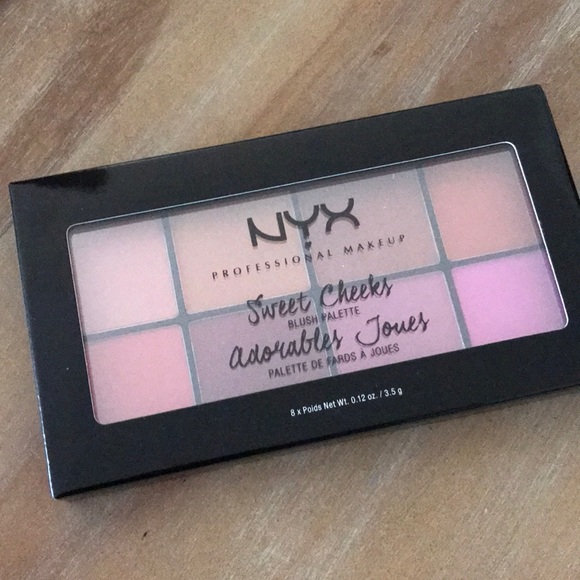 NYX
PROFESSIONAL MAKEUP
Sweet Cheeks
BLUSH PALETTE
Adorables Joues
PALETTE DE FARDS À JOUES
8 x Poids Net Wt. 0.12 oz. / 3.5 g